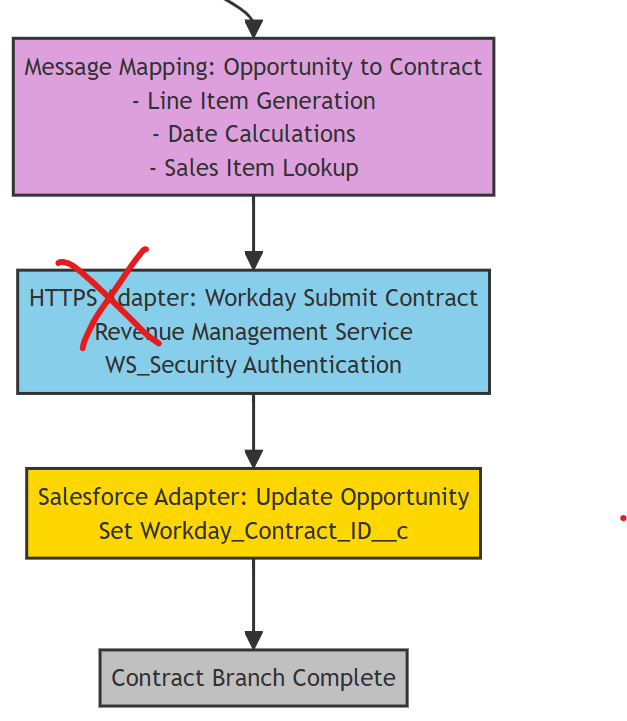 Message Mapping: Opportunity to Contract
- Line Item Generation
- Date Calculations
- Sales Item Lookup
HTTPS Adapter: Workday Submit Contract
Revenue Management Service
WS_Security Authentication
Salesforce Adapter: Update Opportunity
Set Workday_Contract_ID__c
Contract Branch Complete